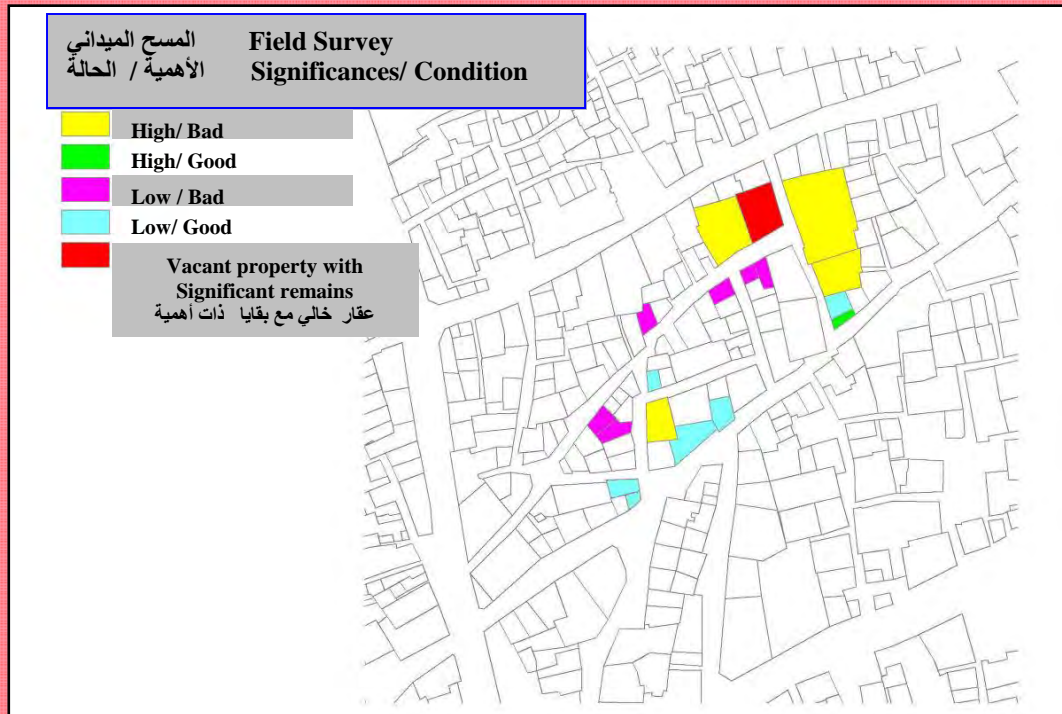 المسح الميداني Field Survey
الأهمية / الحالة Significances/ Condition
High/ Bad
High/ Good
Low / Bad
Low/ Good
Vacant property with
Significant remains
عقار خالي مع بقايا ذات أهمية